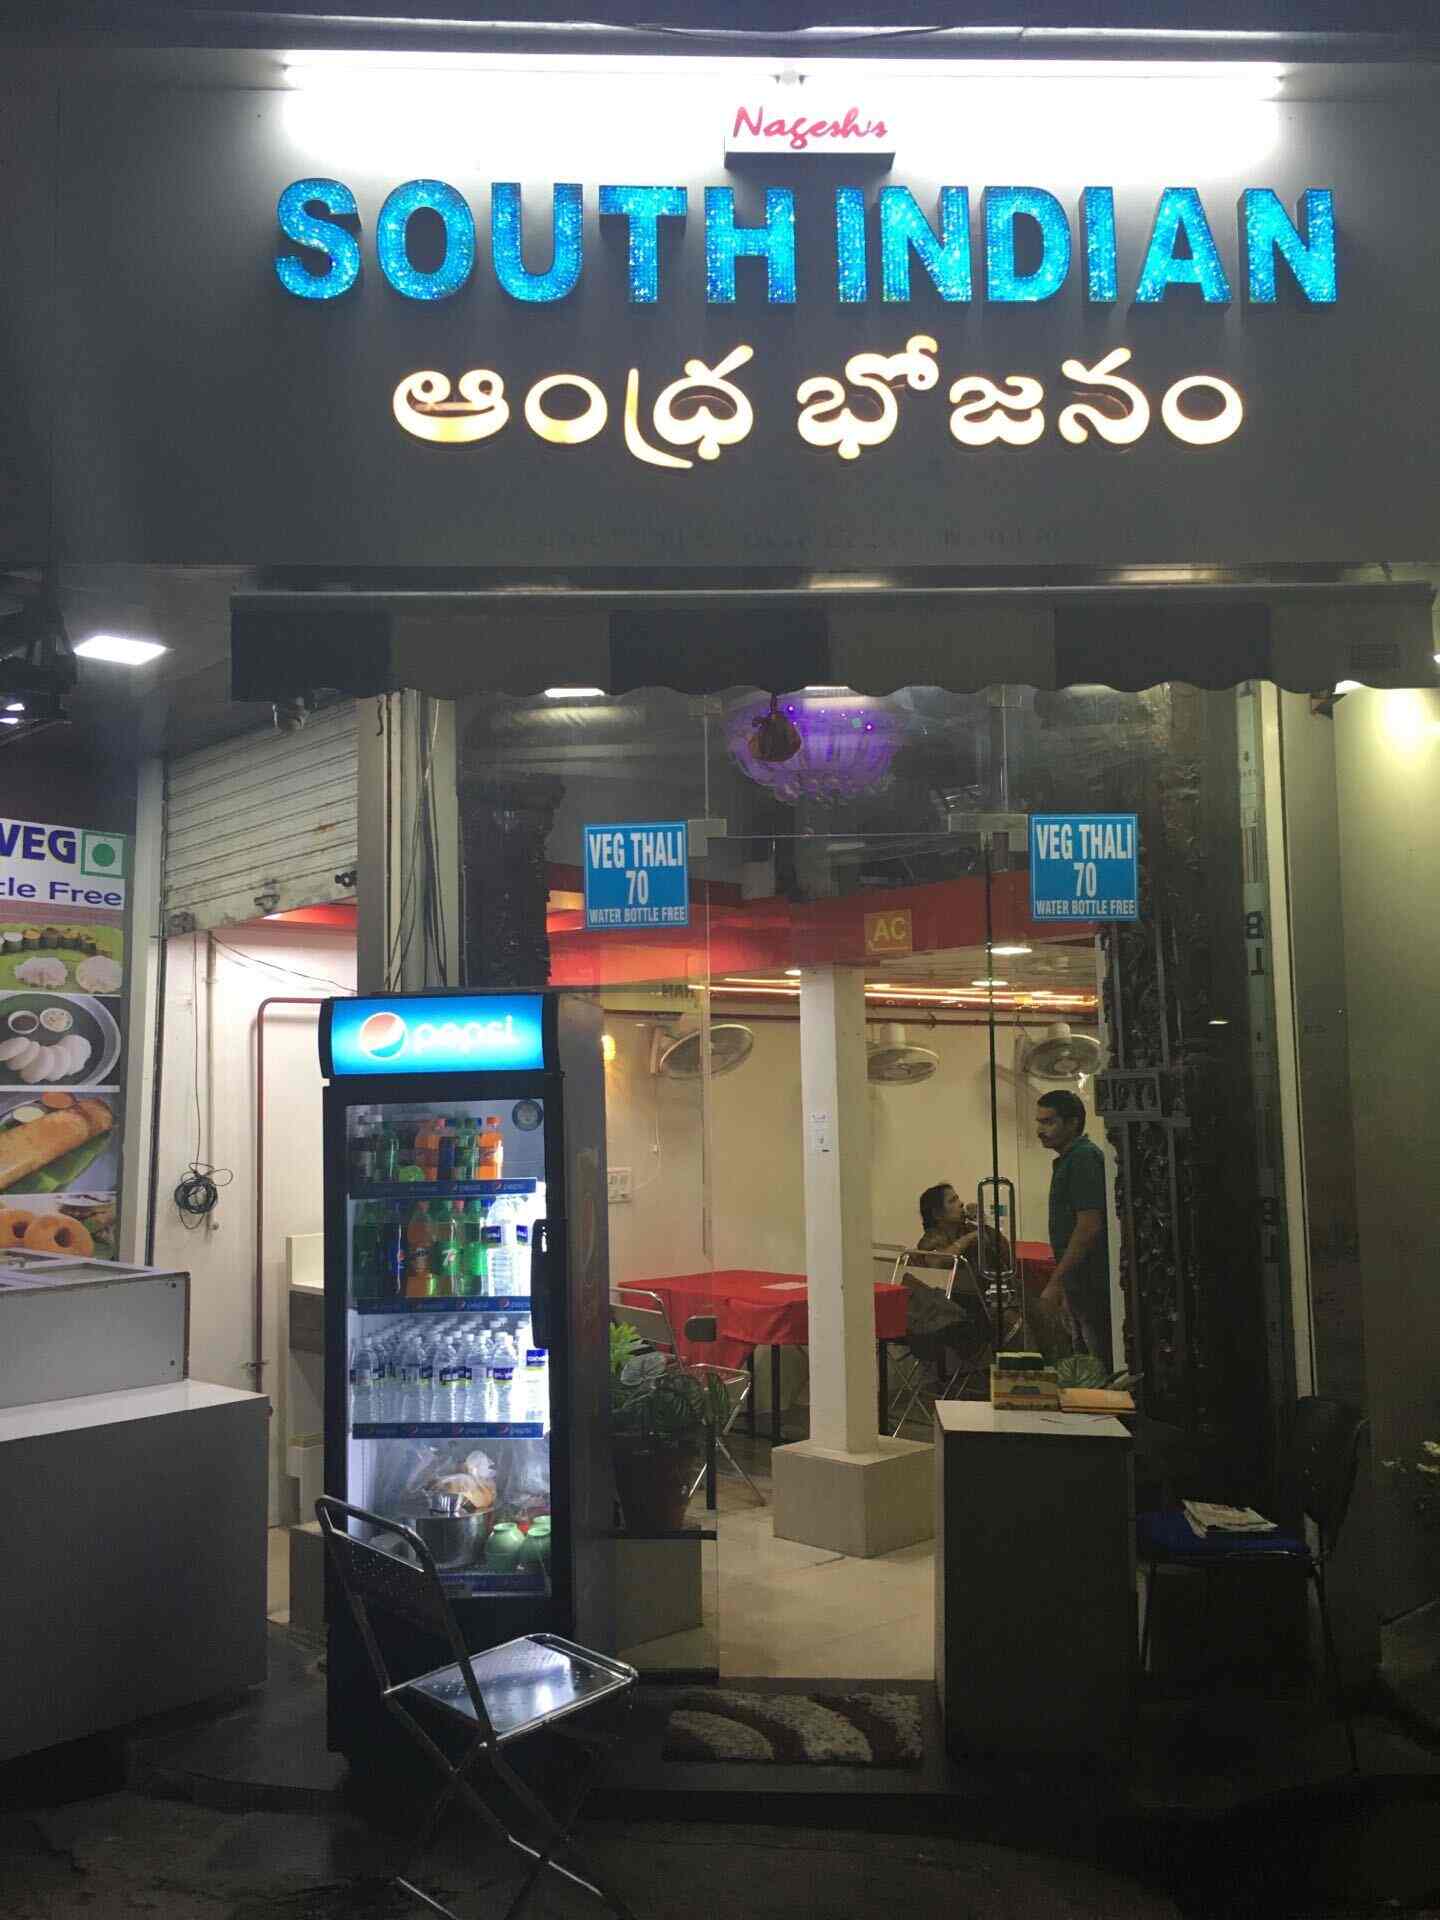 Nagesh's
SOUTH INDIAN
ఆంధ్ర భోజనం
VEG
Free
VEG THALI
70
WATER BOTTLE FREE
VEG THALI
70
WATER BOTTLE FREE
AC
pepsi